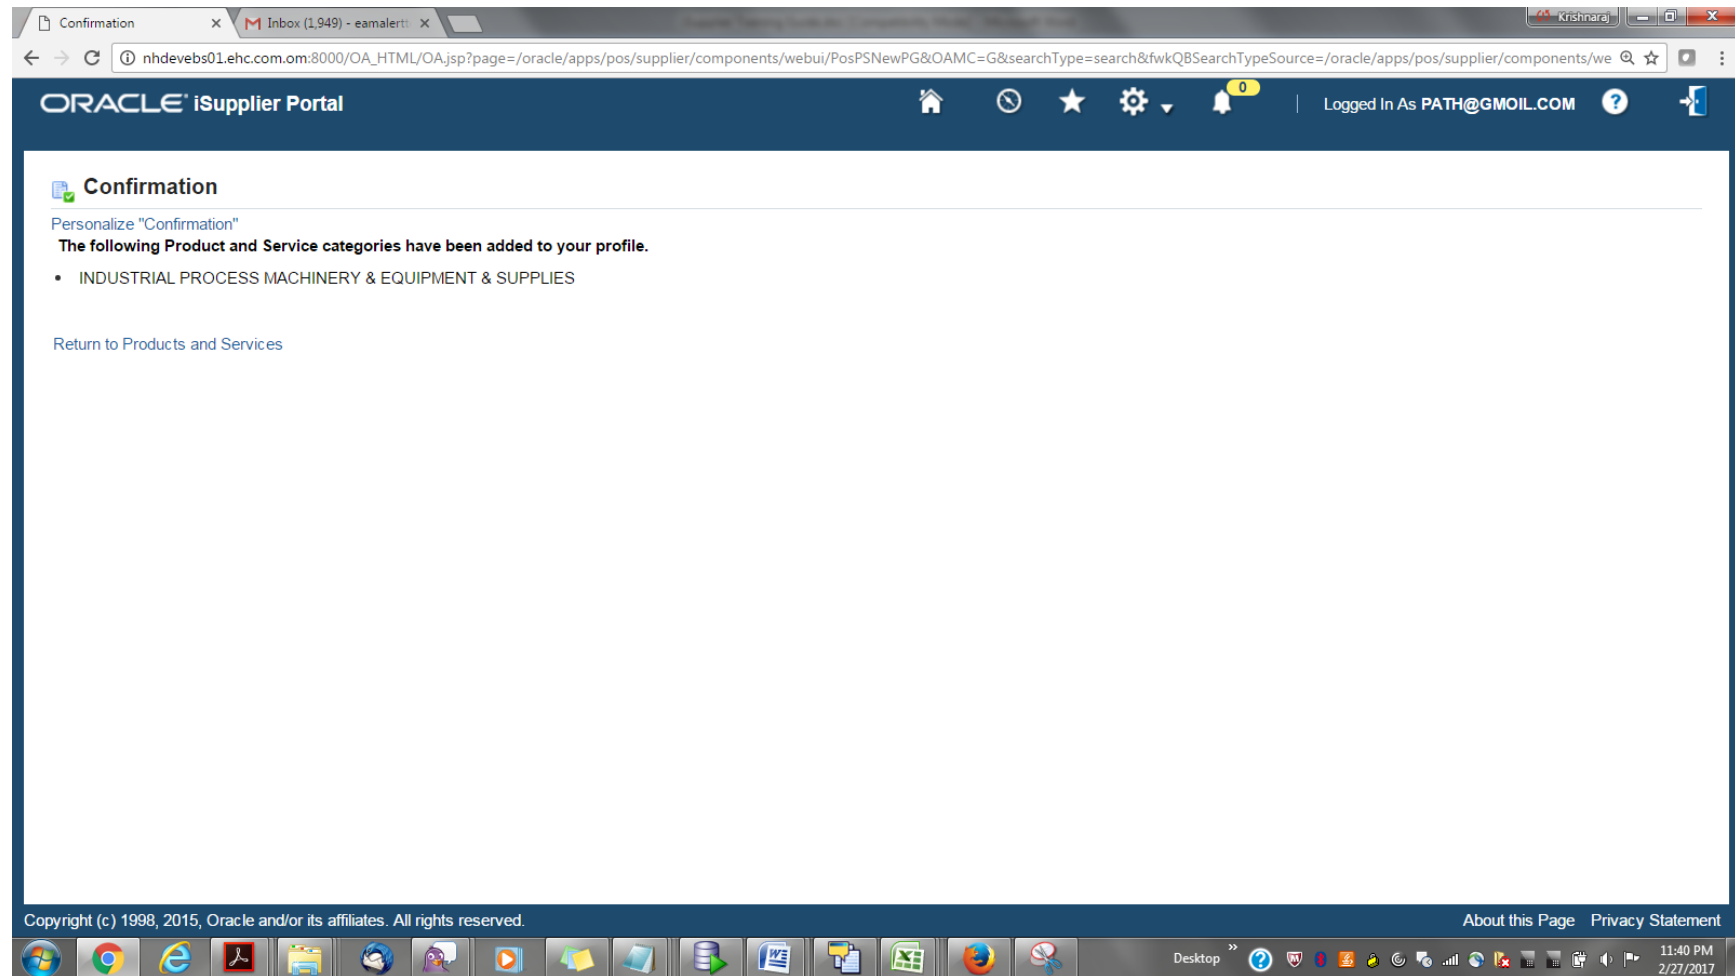 Confirmation
Inbox (1,949) - eamalertt
Krishnaraj
nhdevebs01.ehc.com.om:8000/OA_HTML/OA.jsp?page=/oracle/apps/pos/supplier/components/webui/PosPSNewPG&OAMC=G&searchType=search&fwkQBSearchTypeSource=/oracle/apps/pos/supplier/components/we
ORACLE® iSupplier Portal
0
Logged In As PATH@GMOIL.COM
Confirmation
Personalize "Confirmation"
The following Product and Service categories have been added to your profile.
• INDUSTRIAL PROCESS MACHINERY & EQUIPMENT & SUPPLIES
Return to Products and Services
Copyright (c) 1998, 2015, Oracle and/or its affiliates. All rights reserved.
About this Page Privacy Statement
Desktop
11:40 PM
2/27/2017